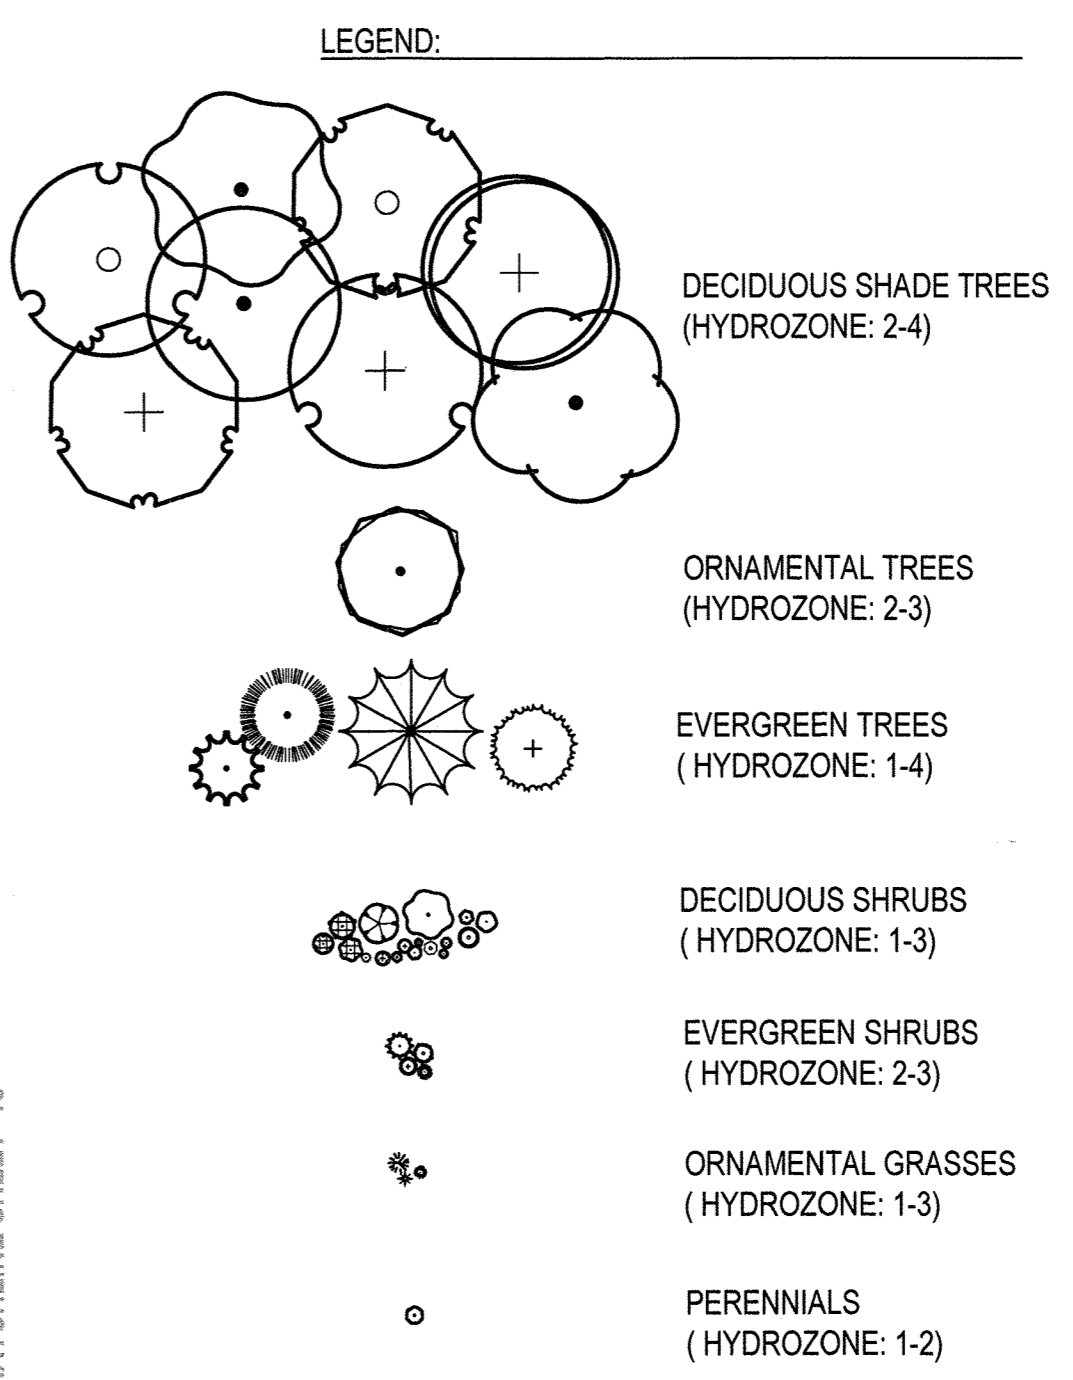 LEGEND:
DECIDUOUS SHADE TREES
(HYDROZONE: 2-4)
ORNAMENTAL TREES
(HYDROZONE: 2-3)
EVERGREEN TREES
( HYDROZONE: 1-4)
DECIDUOUS SHRUBS
( HYDROZONE: 1-3)
EVERGREEN SHRUBS
( HYDROZONE: 2-3)
ORNAMENTAL GRASSES
( HYDROZONE: 1-3)
PERENNIALS
( HYDROZONE: 1-2)